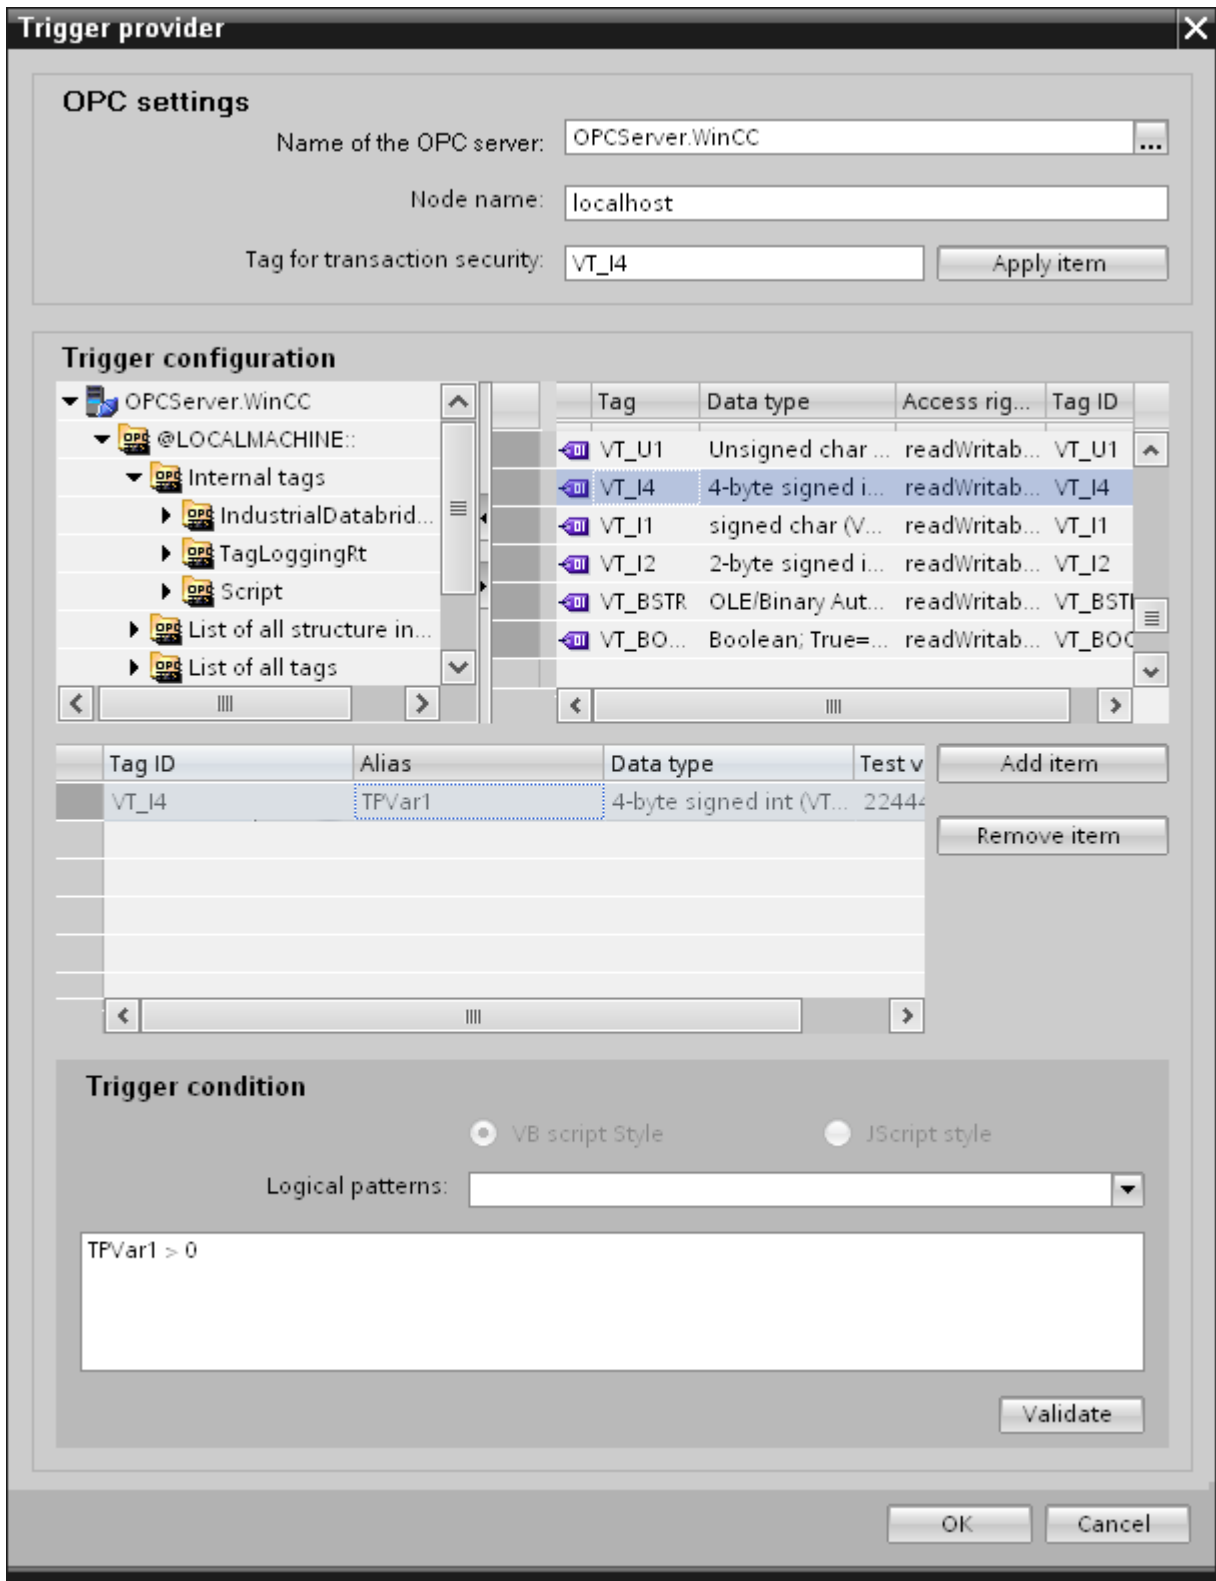 Trigger provider
OPC settings
Name of the OPC server: OPCServer.WinCC ...
Node name: localhost
Tag for transaction security: VT_I4 Apply item
Trigger configuration
OPCServer.WinCC
@LOCALMACHINE::
Internal tags
IndustrialDatabrid...
TagLoggingRt
Script
List of all structure in...
List of all tags
Tag Data type Access rig... Tag ID
VT_U1 Unsigned char ... readWritab... VT_U1
VT_I4 4-byte signed i... readWritab... VT_I4
VT_I1 signed char (V... readWritab... VT_I1
VT_I2 2-byte signed i... readWritab... VT_I2
VT_BSTR OLE/Binary Aut... readWritab... VT_BST
VT_BO... Boolean; True=... readWritab... VT_BOO
Tag ID Alias Data type Test v
VT_I4 TPVar1 4-byte signed int (VT... 22444
Add item
Remove item
Trigger condition
VB script Style JScript style
Logical patterns:
TPVar1 > 0
Validate
OK Cancel